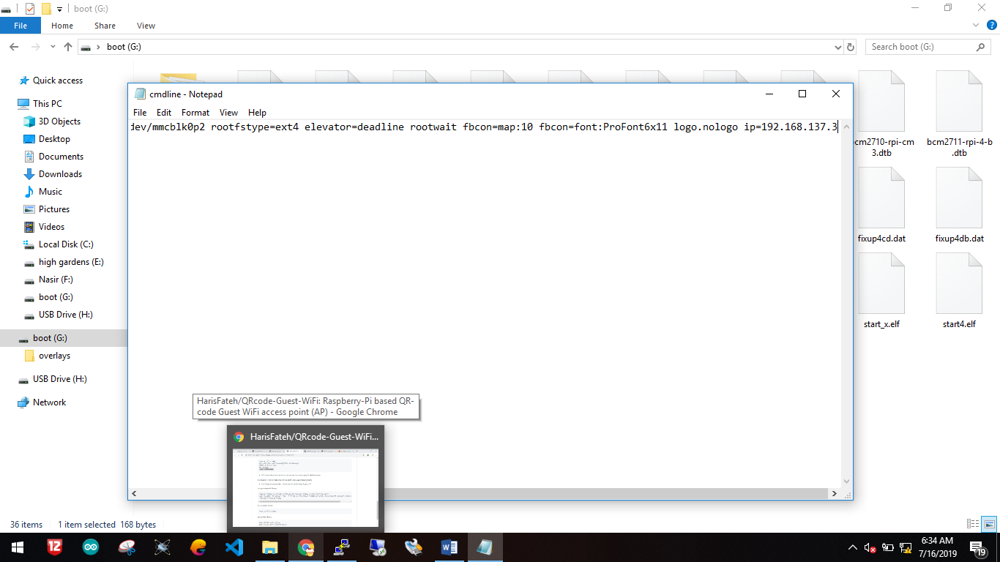 boot (G:)
File
Home
Share
View
boot (G:)
Search boot (G:)
Quick access
This PC
3D Objects
Desktop
Documents
Downloads
Music
Pictures
Videos
Local Disk (C:)
high gardens (E:)
Nasir (F:)
boot (G:)
USB Drive (H:)
boot (G:)
overlays
USB Drive (H:)
Network
cmdline - Notepad
File Edit Format View Help
dev/mmcblk0p2 rootfstype=ext4 elevator=deadline rootwait fbcon=map:10 fbcon=font:ProFont6x11 logo.nologo ip=192.168.137.3
bcm2710-rpi-cm
3.dtb
bcm2711-rpi-4-b
.dtb
fixup4cd.dat
fixup4db.dat
start_x.elf
start4.elf
HarisFateh/QRcode-Guest-WiFi: Raspberry-Pi based QR-
code Guest WiFi access point (AP) - Google Chrome
HarisFateh/QRcode-Guest-WiFi...
36 items
1 item selected 168 bytes
12
6:34 AM
7/16/2019
19